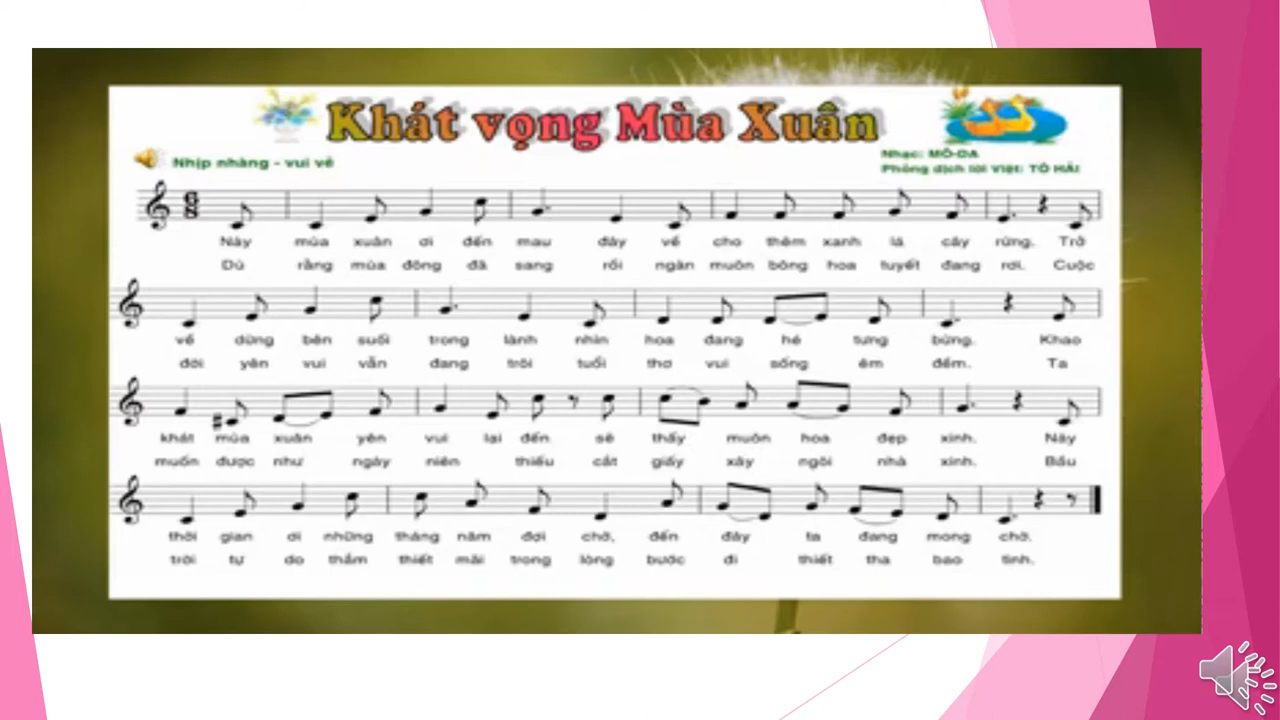 Khát vọng Mùa Xuân
Nhịp nhàng - vui vẻ
Nhạc: MÔ-DA
Phỏng dịch lời Việt: TÔ HẢI
6
8
Này mùa xuân ơi đến mau đây về cho thêm xanh lá cây rừng. Trở
Dù rằng mùa đông đã sang rồi ngàn muôn bông hoa tuyết đang rơi. Cuộc
về dừng bên suối trong lành nhìn hoa đang hé tưng bừng. Khao
đời yên vui vẫn đang trôi tuổi thơ vui sống êm đềm. Ta
khát mùa xuân yên vui lại đến sẽ thấy muôn hoa đẹp xinh. Này
muốn được như ngày niên thiếu cắt giấy xây ngôi nhà xinh. Bầu
thời gian ơi những tháng năm đợi chờ, đến đây ta đang mong chờ.
trời tự do thắm thiết mãi trong lòng bước đi thiết tha bao tình.